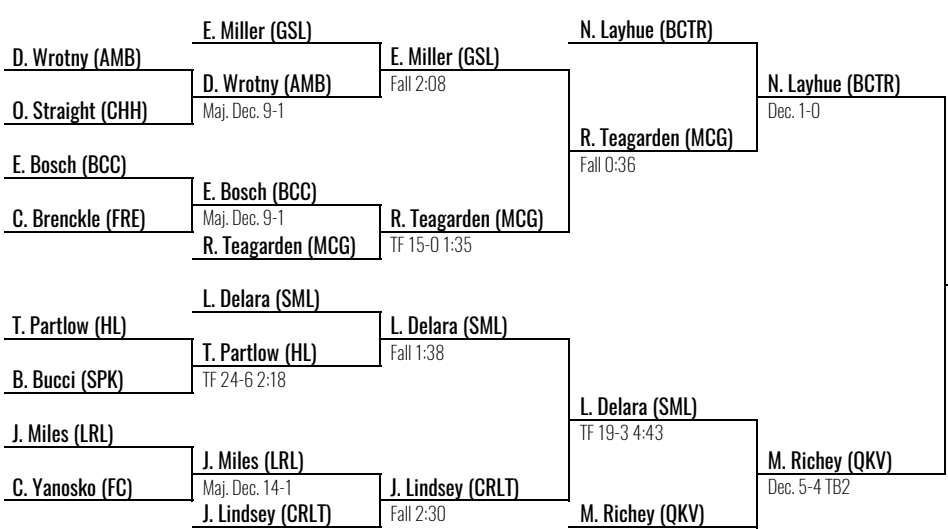 E. Miller (GSL)
N. Layhue (BCTR)
D. Wrotny (AMB)
E. Miller (GSL)
D. Wrotny (AMB)
Fall 2:08
N. Layhue (BCTR)
O. Straight (CHH)
Maj. Dec. 9-1
Dec. 1-0
R. Teagarden (MCG)
E. Bosch (BCC)
Fall 0:36
E. Bosch (BCC)
C. Brenckle (FRE)
Maj. Dec. 9-1
R. Teagarden (MCG)
R. Teagarden (MCG)
TF 15-0 1:35
L. Delara (SML)
T. Partlow (HL)
L. Delara (SML)
T. Partlow (HL)
Fall 1:38
B. Bucci (SPK)
TF 24-6 2:18
L. Delara (SML)
J. Miles (LRL)
TF 19-3 4:43
J. Miles (LRL)
M. Richey (QKV)
C. Yanosko (FC)
Maj. Dec. 14-1
J. Lindsey (CRLT)
Dec. 5-4 TB2
J. Lindsey (CRLT)
Fall 2:30
M. Richey (QKV)